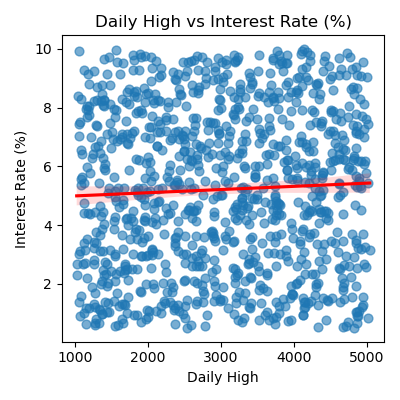 Daily High vs Interest Rate (%)
10
8
6
4
2
Interest Rate (%)
1000 2000 3000 4000 5000
Daily High